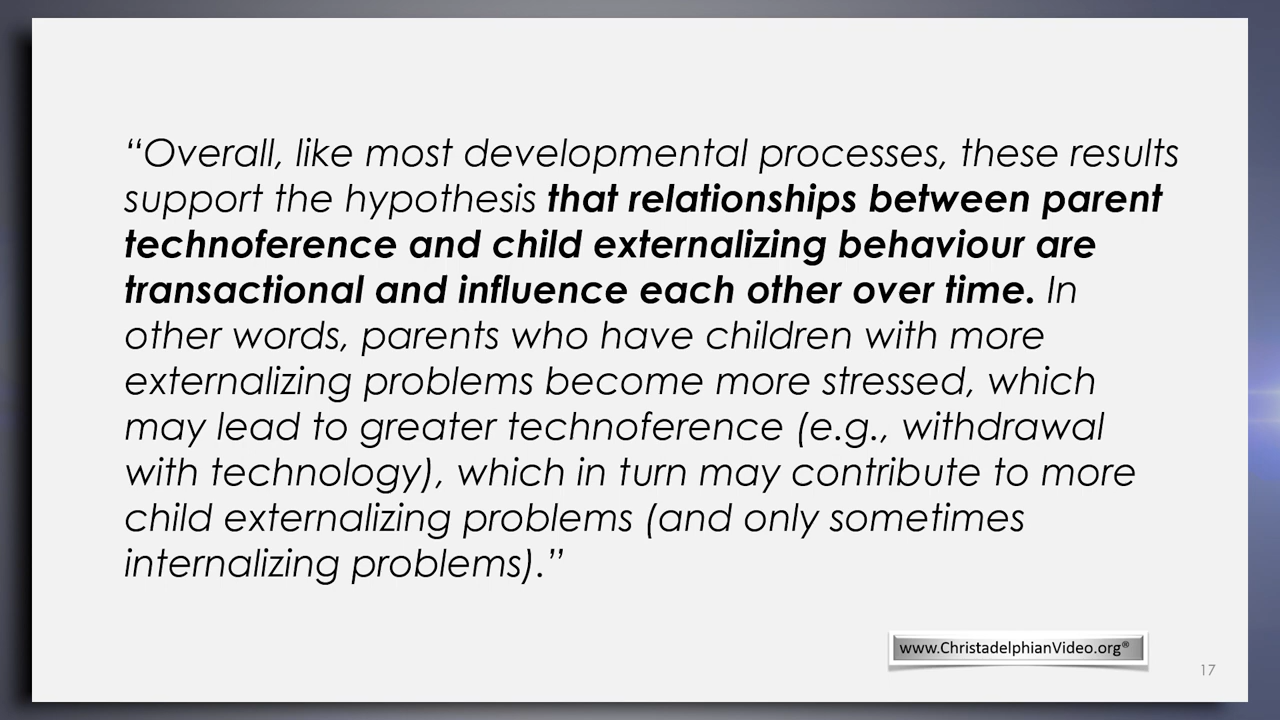 “Overall, like most developmental processes, these results
support the hypothesis that relationships between parent
technoference and child externalizing behaviour are
transactional and influence each other over time. In
other words, parents who have children with more
externalizing problems become more stressed, which
may lead to greater technoference (e.g., withdrawal
with technology), which in turn may contribute to more
child externalizing problems (and only sometimes
internalizing problems).”
www.ChristadelphianVideo.org®
17